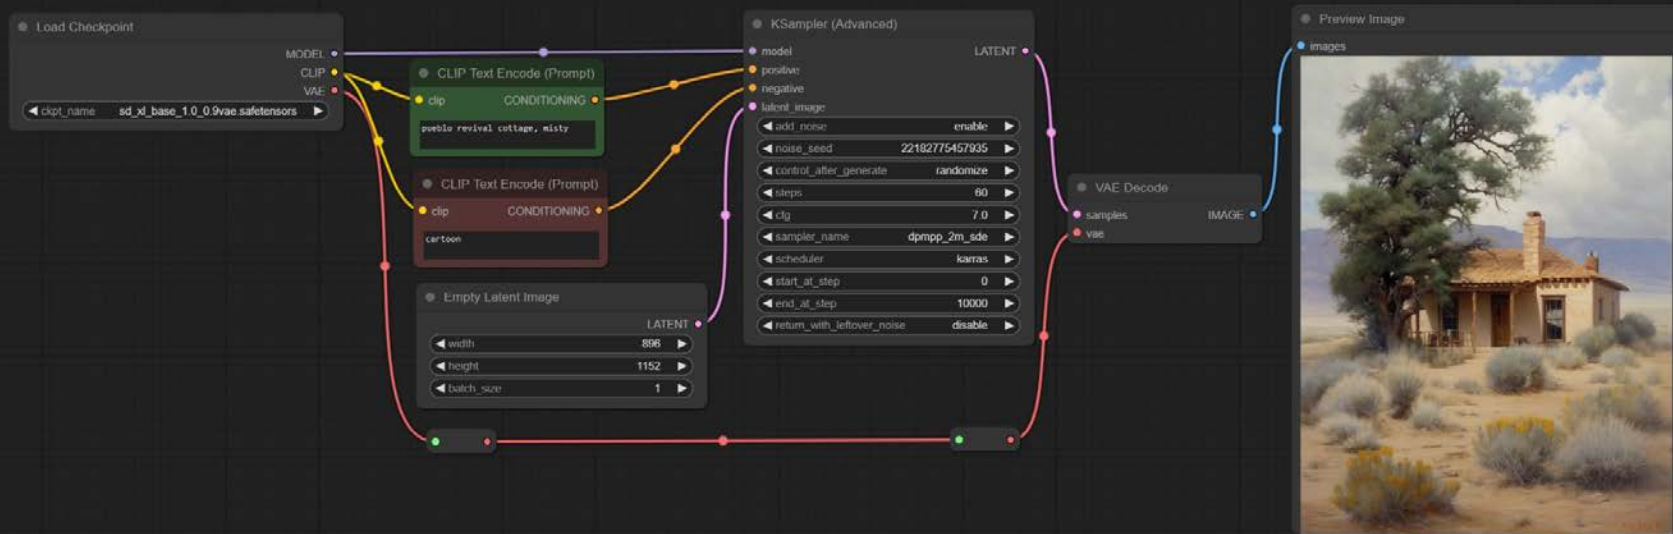 Load Checkpoint
MODEL
CLIP
VAE
ckpt_name sd_xl_base_1.0_0.9vae.safetensors
CLIP Text Encode (Prompt)
clip CONDITIONING
pueblo revival cottage, misty
CLIP Text Encode (Prompt)
clip CONDITIONING
cartoon
Empty Latent Image
LATENT
width 896
height 1152
batch_size 1
KSampler (Advanced)
model LATENT
positive
negative
latent_image
add_noise enable
noise_seed 22182775457935
control_after_generate randomize
steps 60
cfg 7.0
sampler_name dpmpp_2m_sde
scheduler karras
start_at_step 0
end_at_step 10000
return_with_leftover_noise disable
VAE Decode
samples IMAGE
vae
Preview Image
images